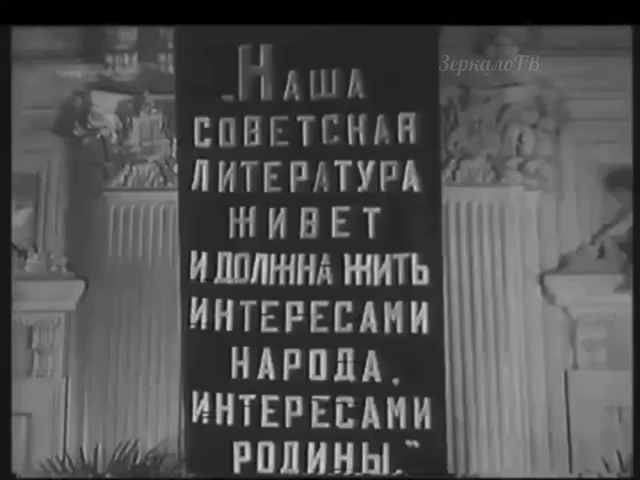 ЗеркалоТВ
„НАША
СОВЕТСКАЯ
ЛИТЕРАТУРА
ЖИВЕТ
И ДОЛЖНА ЖИТЬ
ИНТЕРЕСАМИ
НАРОДА,
ИНТЕРЕСАМИ
РОДИНЫ."